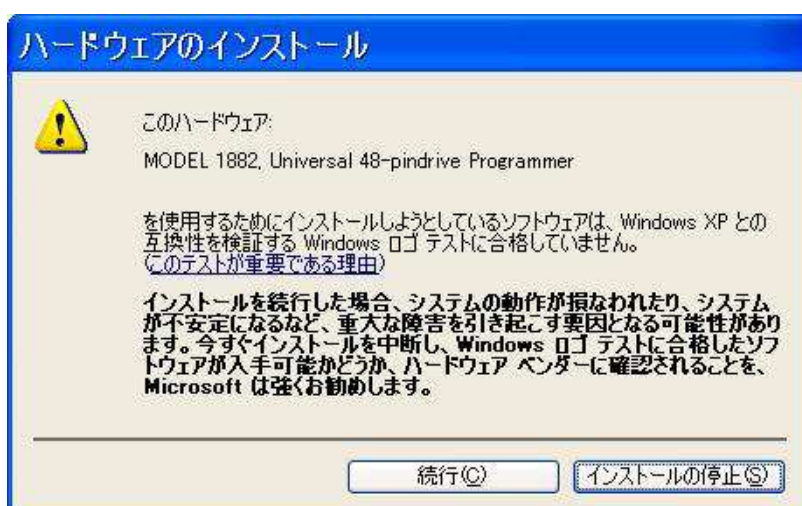 ハードウェアのインストール
このハードウェア:
MODEL 1882, Universal 48-pindrive Programmer
を使用するためにインストールしようとしているソフトウェアは、Windows XP との
互換性を検証する Windows ロゴ テストに合格していません。
(このテストが重要である理由)
インストールを続行した場合、システムの動作が損なわれたり、システム
が不安定になるなど、重大な障害を引き起こす要因となる可能性があり
ます。今すぐインストールを中断し、Windows ロゴ テストに合格したソフ
トウェアが入手可能かどうか、ハードウェア ベンダーに確認されることを、
Microsoft は強くお勧めします。
続行(C)
インストールの停止(S)